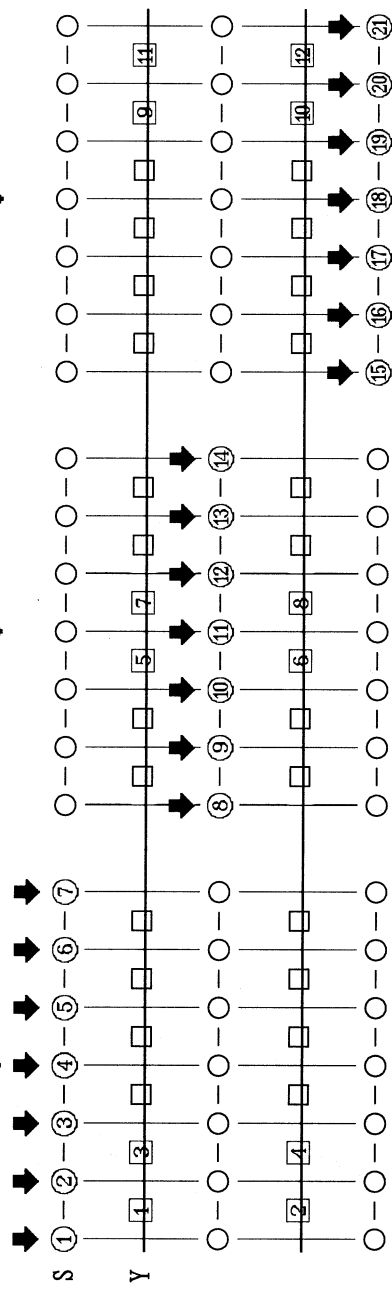 S ① ② ③ ④ ⑤ ⑥ ⑦
Y 1 3 5 7 9 11
⑧ ⑨ ⑩ ⑪ ⑫ ⑬ ⑭
2 4 6 8 10 12
⑮ ⑯ ⑰ ⑱ ⑲ ⑳ ㉑